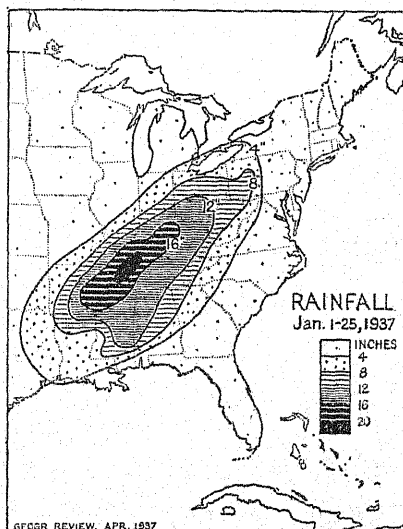 4
8
12
16
RAINFALL
Jan. 1-25, 1937
INCHES
4
8
12
16
20
GEOGR. REVIEW, APR. 1937